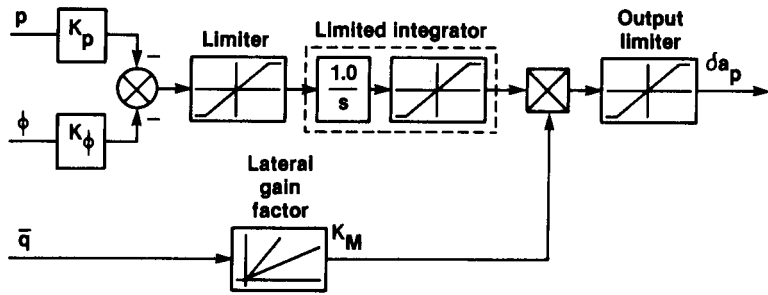 p
K_p
−
Limiter
Limited integrator
1.0
s
Output
limiter
δa_p
ϕ
K_ϕ
−
Lateral
gain
factor
q̅
K_M